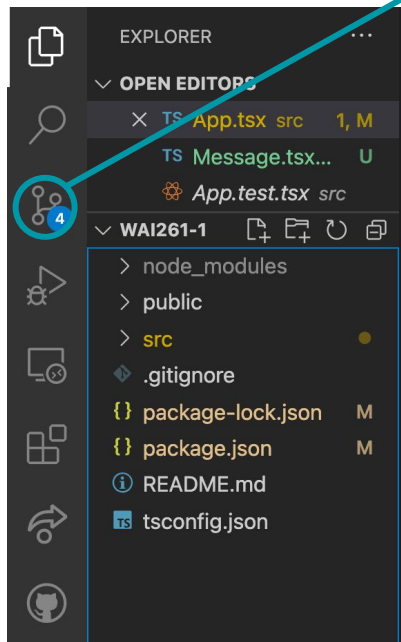 EXPLORER ...
OPEN EDITORS
TS App.tsx src 1, M
TS Message.tsx... U
App.test.tsx src
4
WAI261-1
node_modules
public
src
.gitignore
{} package-lock.json M
{} package.json M
README.md
TS tsconfig.json